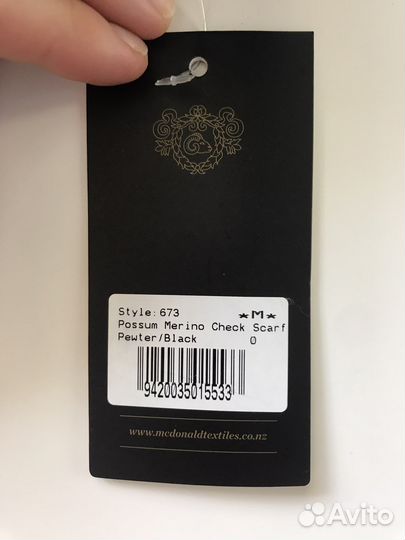 Style: 673 ★M★
Possum Merino Check Scarf
Pewter/Black 0
9420035015533
www.mcdonaldtextiles.co.nz
Avito